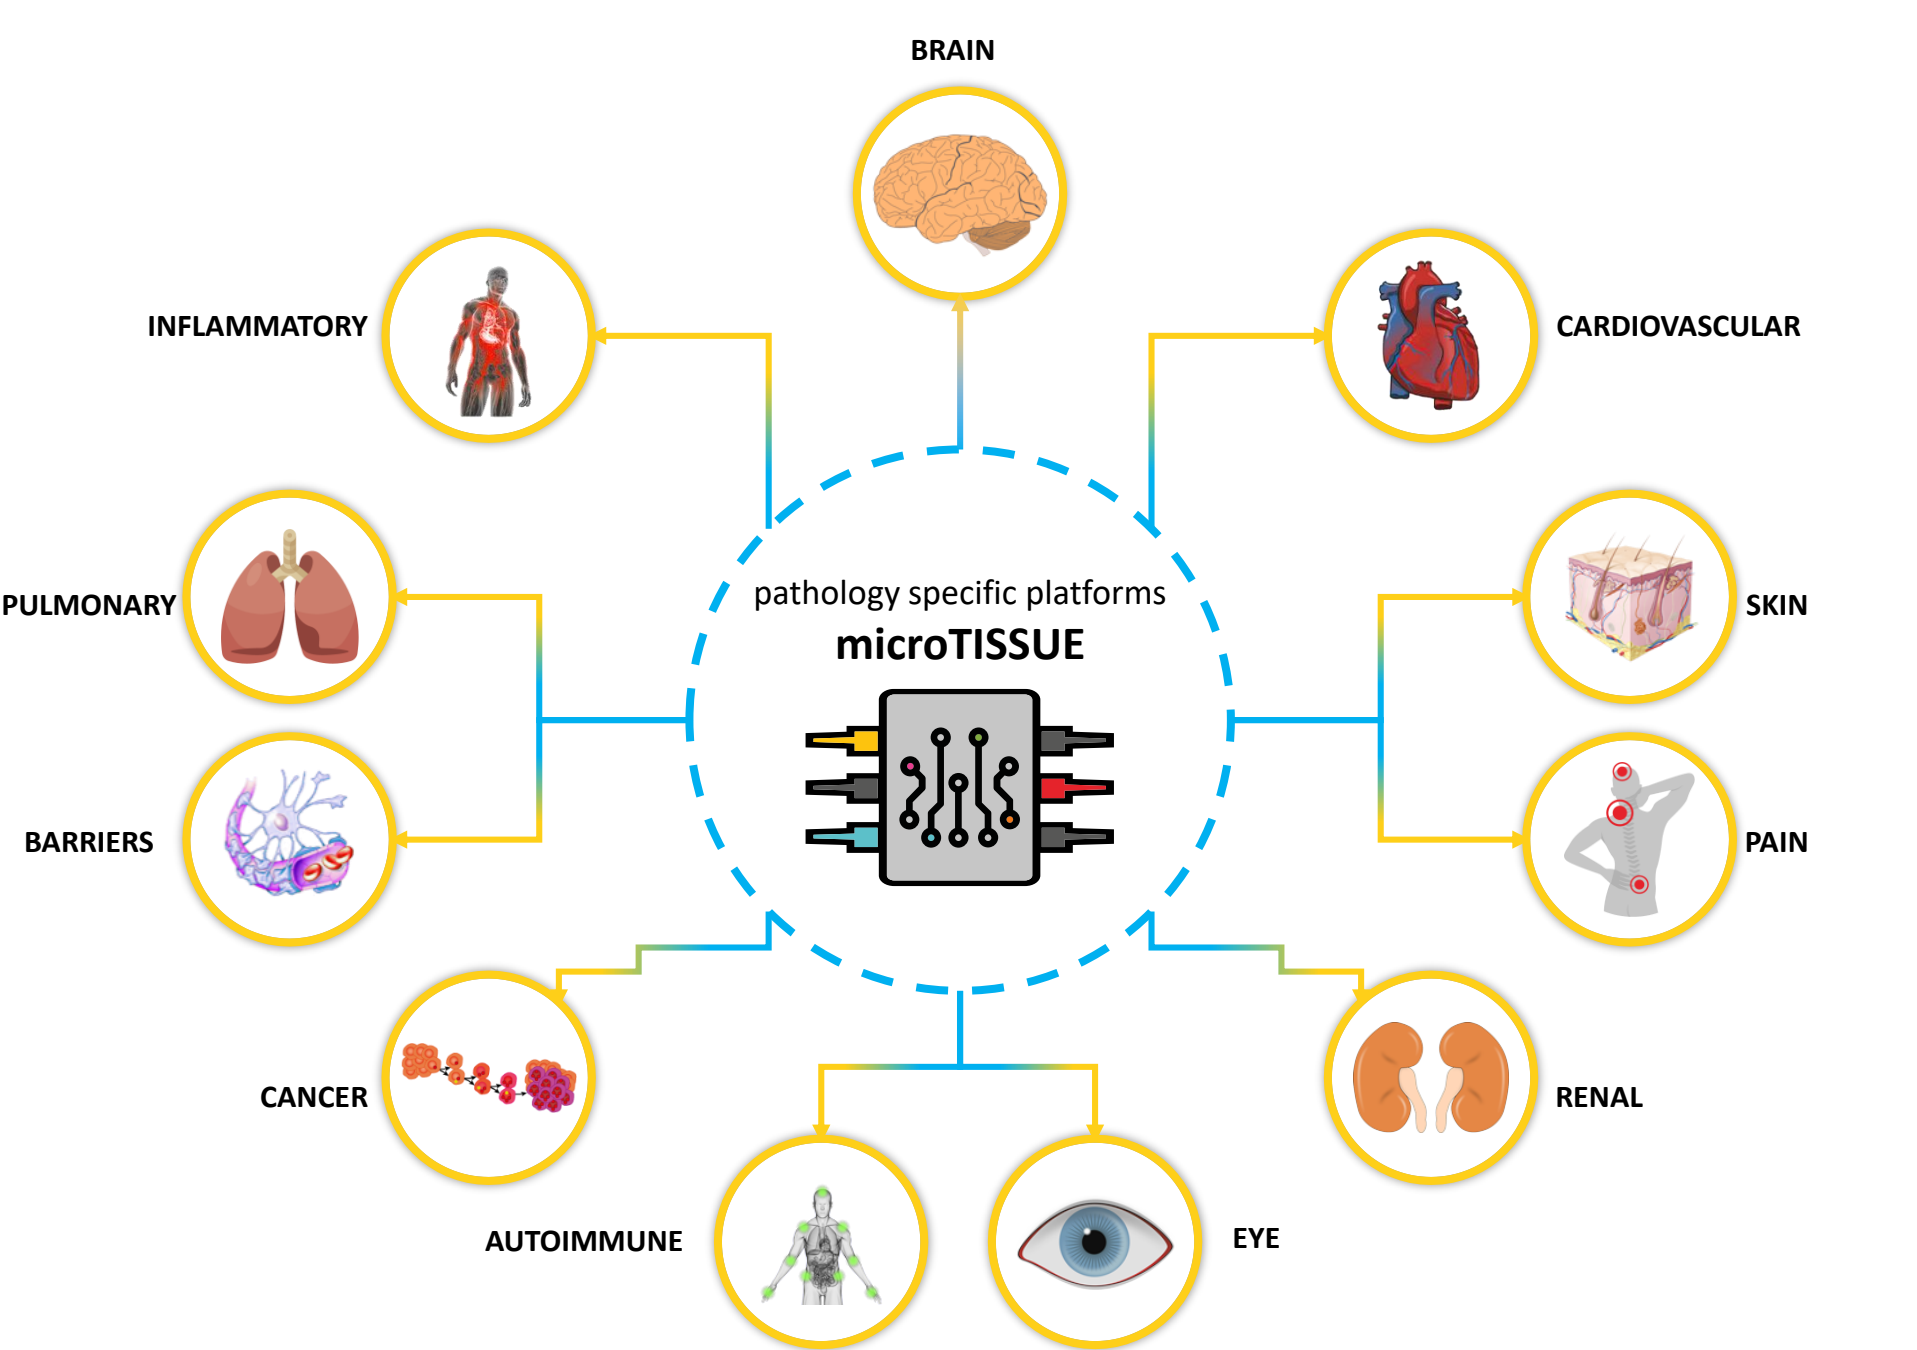 BRAIN
INFLAMMATORY
CARDIOVASCULAR
pathology specific platforms
microTISSUE
PULMONARY
SKIN
BARRIERS
PAIN
CANCER
RENAL
AUTOIMMUNE
EYE